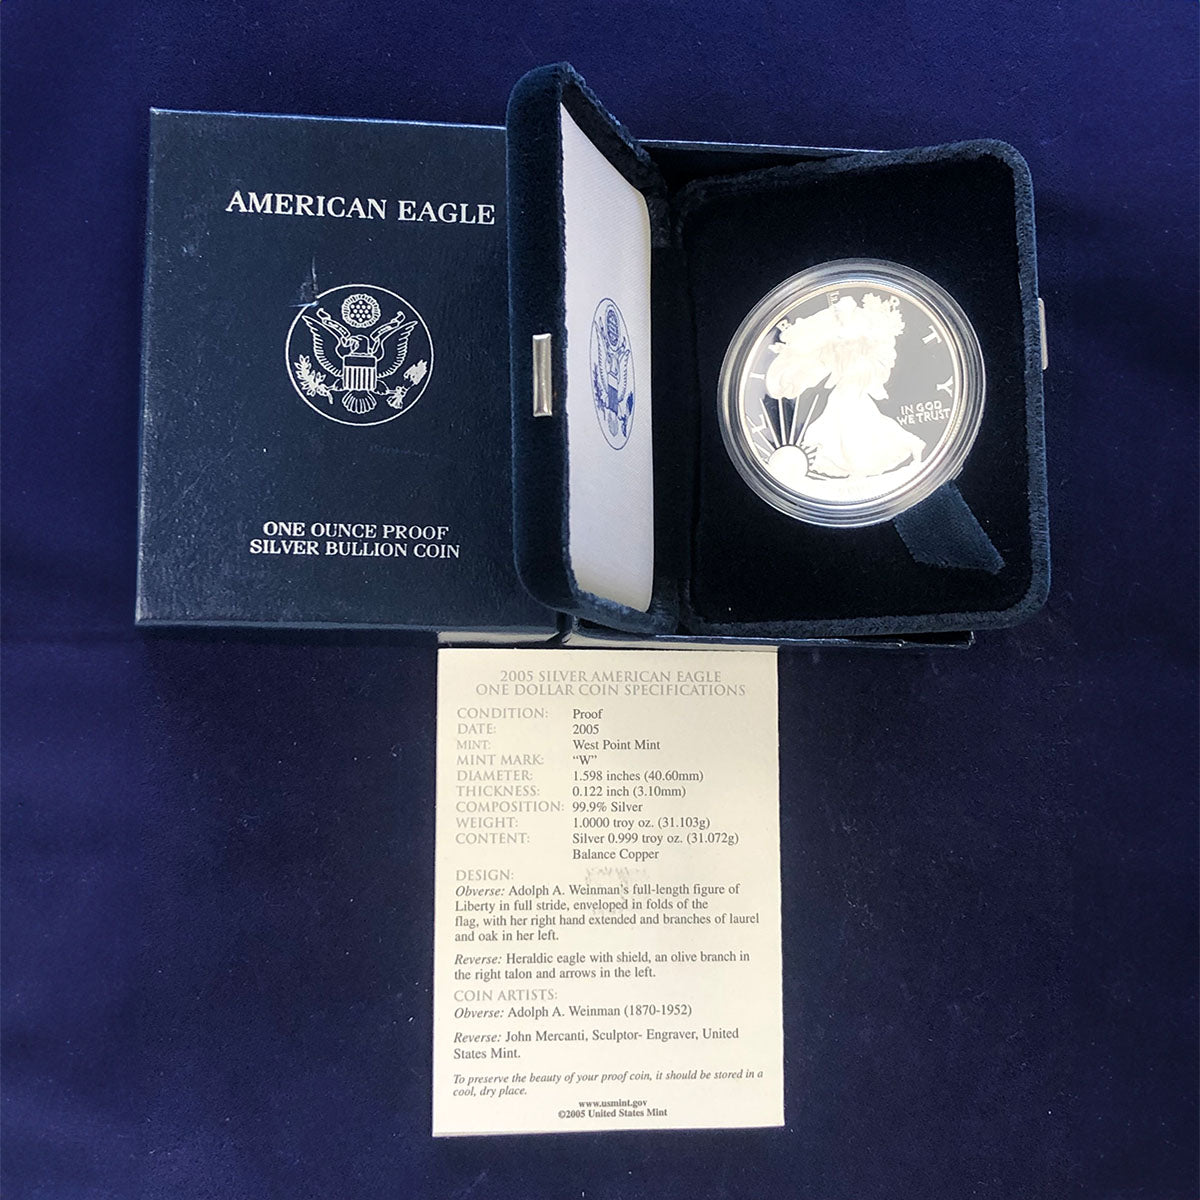 AMERICAN EAGLE
ONE OUNCE PROOF
SILVER BULLION COIN
LIBERTY
IN GOD
WE TRUST
2005 SILVER AMERICAN EAGLE
ONE DOLLAR COIN SPECIFICATIONS
CONDITION: Proof
DATE: 2005
MINT: West Point Mint
MINT MARK: "W"
DIAMETER: 1.598 inches (40.60mm)
THICKNESS: 0.122 inch (3.10mm)
COMPOSITION: 99.9% Silver
WEIGHT: 1.0000 troy oz. (31.103g)
CONTENT: Silver 0.999 troy oz. (31.072g)
Balance Copper
DESIGN:
Obverse: Adolph A. Weinman's full-length figure of
Liberty in full stride, enveloped in folds of the
flag, with her right hand extended and branches of laurel
and oak in her left.
Reverse: Heraldic eagle with shield, an olive branch in
the right talon and arrows in the left.
COIN ARTISTS:
Obverse: Adolph A. Weinman (1870-1952)
Reverse: John Mercanti, Sculptor- Engraver, United
States Mint.
To preserve the beauty of your proof coin, it should be stored in a
cool, dry place.
www.usmint.gov
©2005 United States Mint